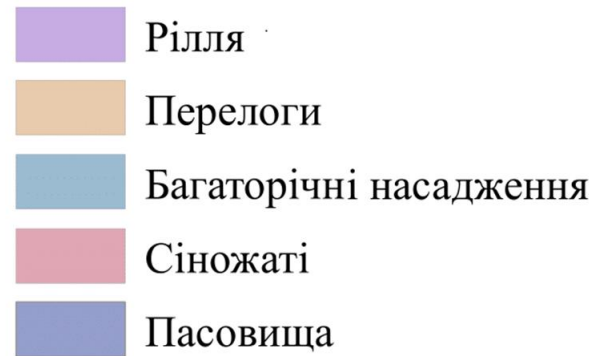 Рілля
Перелоги
Багаторічні насадження
Сіножаті
Пасовища